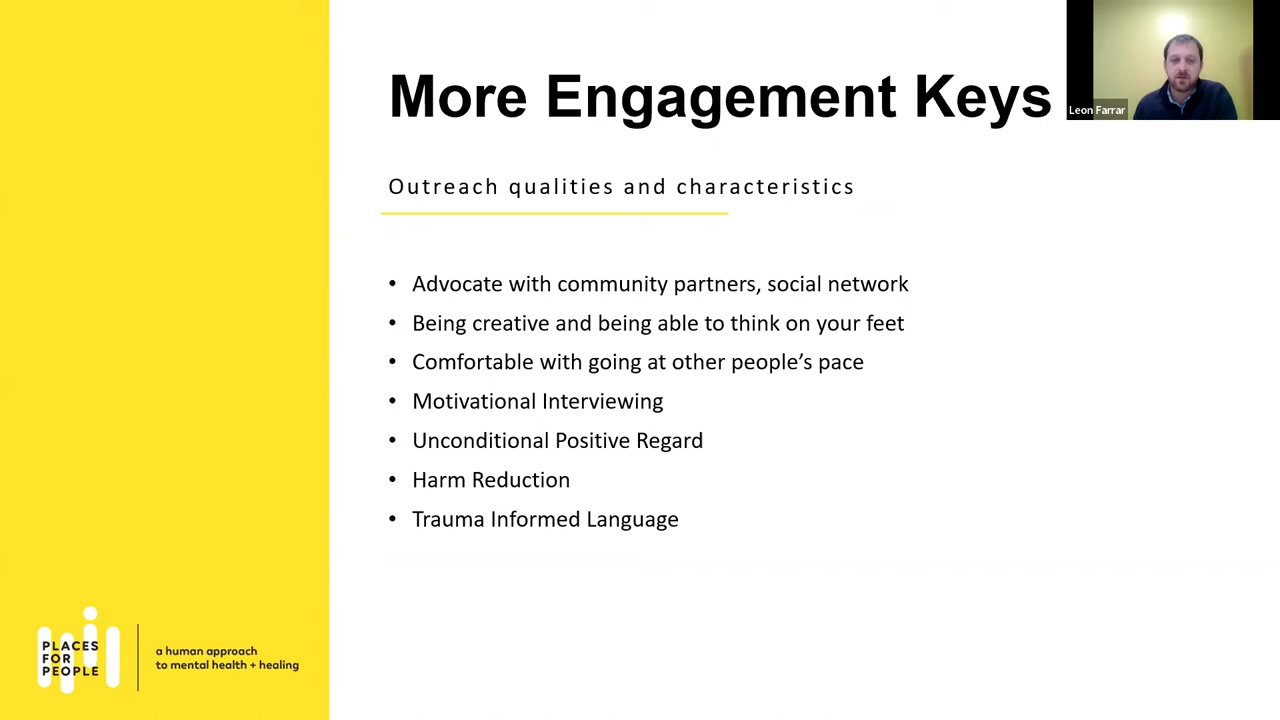 More Engagement Keys
Leon Farrar
Outreach qualities and characteristics
• Advocate with community partners, social network
• Being creative and being able to think on your feet
• Comfortable with going at other people’s pace
• Motivational Interviewing
• Unconditional Positive Regard
• Harm Reduction
• Trauma Informed Language
PLACES
FOR
PEOPLE
a human approach
to mental health + healing